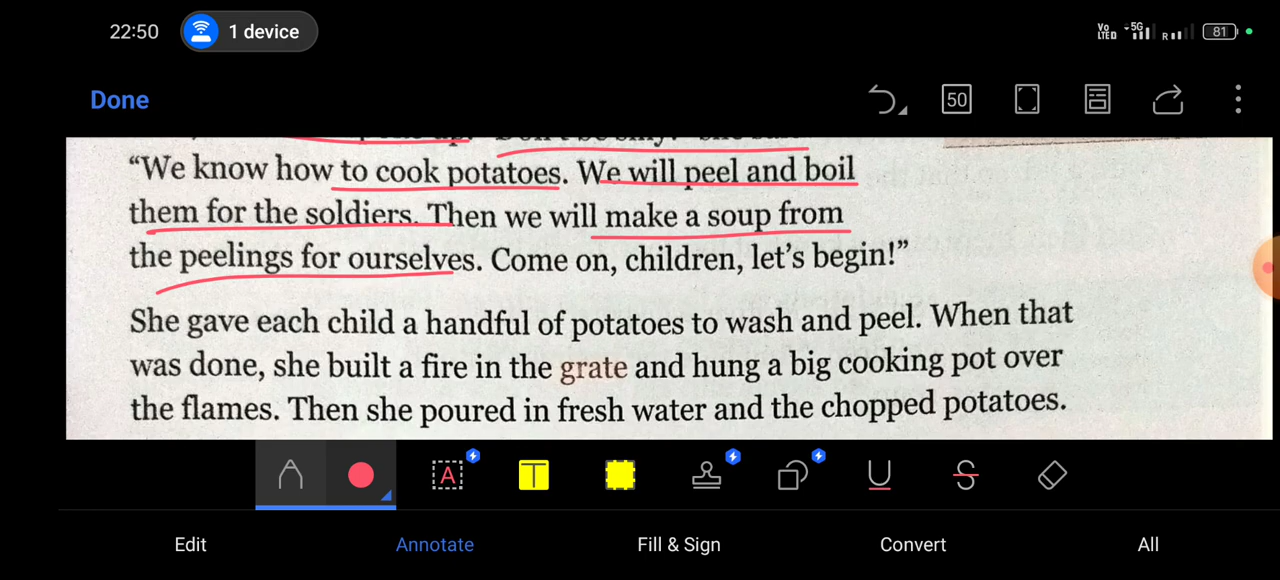 22:50 1 device Vo LTE 5G R 81
Done 50
“We know how to cook potatoes. We will peel and boil
them for the soldiers. Then we will make a soup from
the peelings for ourselves. Come on, children, let’s begin!”
She gave each child a handful of potatoes to wash and peel. When that
was done, she built a fire in the grate and hung a big cooking pot over
the flames. Then she poured in fresh water and the chopped potatoes.
A T U S
Edit Annotate Fill & Sign Convert All